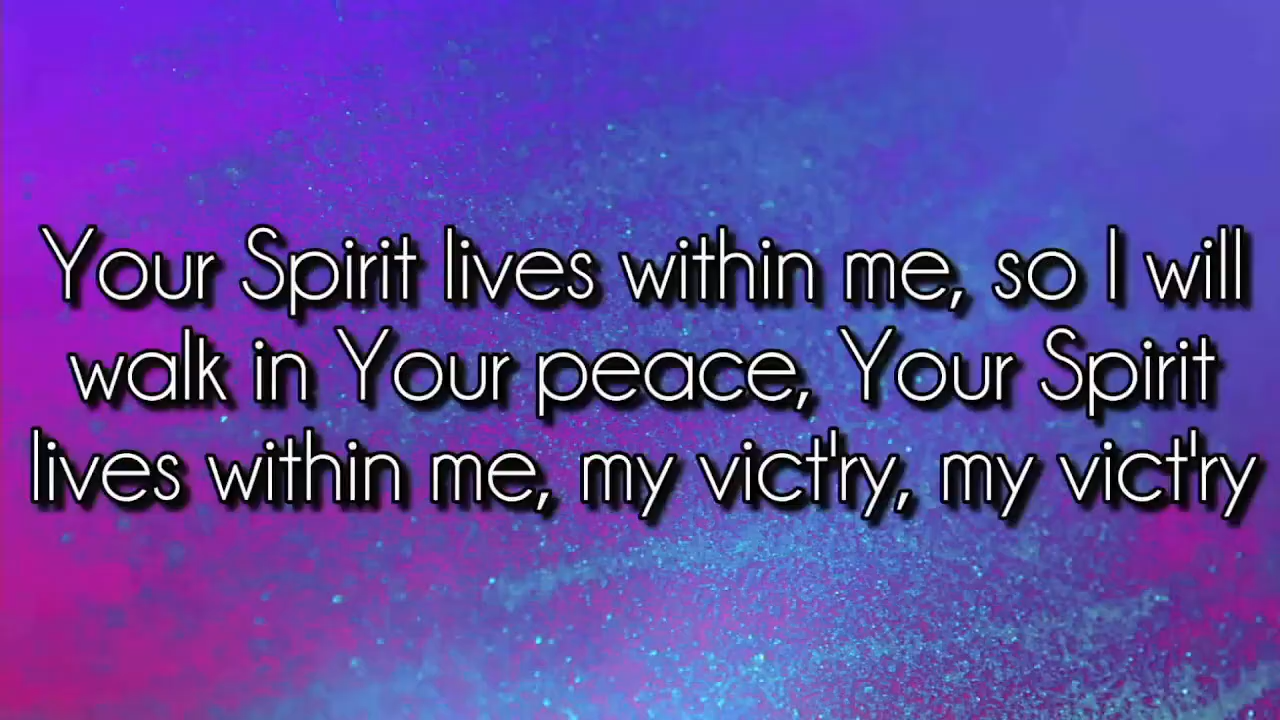 Your Spirit lives within me, so I will
walk in Your peace, Your Spirit
lives within me, my vict'ry, my vict'ry